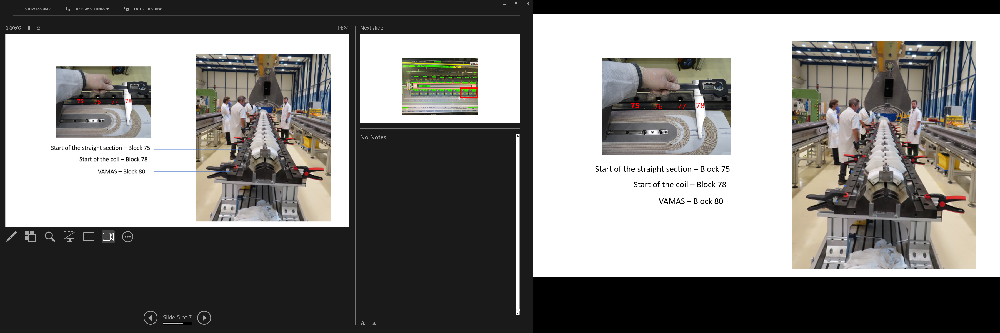 SHOW TASKBAR
DISPLAY SETTINGS ▼
END SLIDE SHOW
0:00:02
14:24
75 76 77 78
Start of the straight section – Block 75
Start of the coil – Block 78
VAMAS – Block 80
Slide 5 of 7
Next slide
No Notes.
A A
75 76 77 78
Start of the straight section – Block 75
Start of the coil – Block 78
VAMAS – Block 80